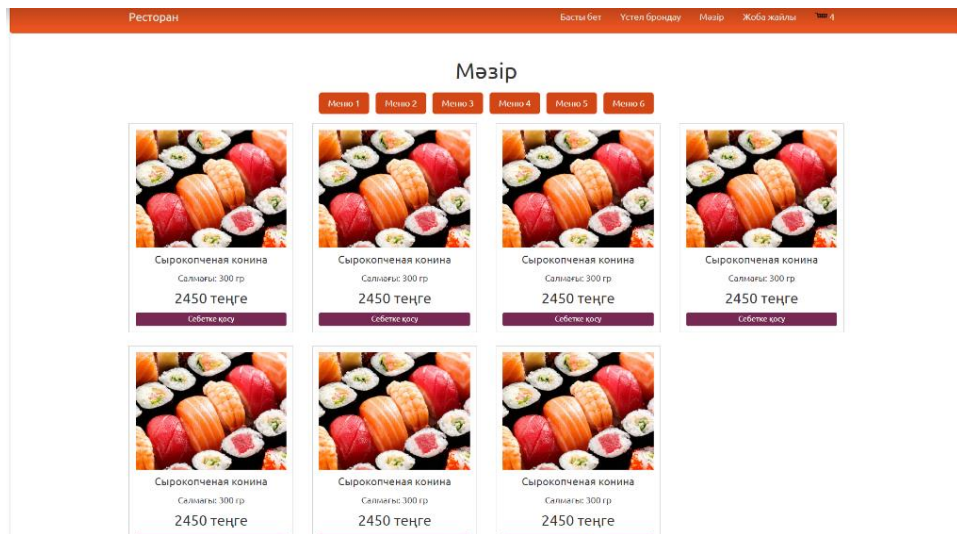 Ресторан
Басты бет Үстел брондау Мәзір Жоба жайлы 4
Мәзір
Меню 1 Меню 2 Меню 3 Меню 4 Меню 5 Меню 6
Сырокопченая конина Сырокопченая конина Сырокопченая конина Сырокопченая конина
Салмағы: 300 гр Салмағы: 300 гр Салмағы: 300 гр Салмағы: 300 гр
2450 теңге 2450 теңге 2450 теңге 2450 теңге
Себетке қосу Себетке қосу Себетке қосу Себетке қосу
Сырокопченая конина Сырокопченая конина Сырокопченая конина
Салмағы: 300 гр Салмағы: 300 гр Салмағы: 300 гр
2450 теңге 2450 теңге 2450 теңге